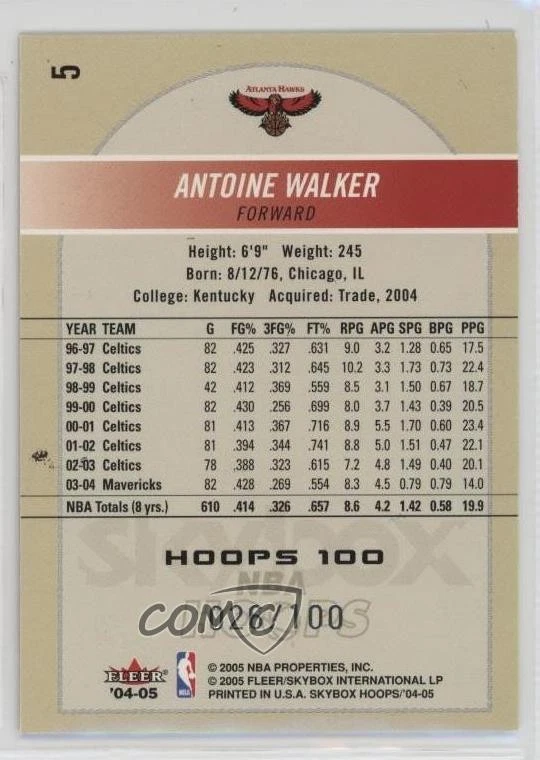 5
ATLANTA HAWKS
ANTOINE WALKER
FORWARD
Height: 6'9" Weight: 245
Born: 8/12/76, Chicago, IL
College: Kentucky Acquired: Trade, 2004
YEAR TEAM G FG% 3FG% FT% RPG APG SPG BPG PPG
96-97 Celtics 82 .425 .327 .631 9.0 3.2 1.28 0.65 17.5
97-98 Celtics 82 .423 .312 .645 10.2 3.3 1.73 0.73 22.4
98-99 Celtics 42 .412 .369 .559 8.5 3.1 1.50 0.67 18.7
99-00 Celtics 82 .430 .256 .699 8.0 3.7 1.43 0.39 20.5
00-01 Celtics 81 .413 .367 .716 8.9 5.5 1.70 0.60 23.4
01-02 Celtics 81 .394 .344 .741 8.8 5.0 1.51 0.47 22.1
02-03 Celtics 78 .388 .323 .615 7.2 4.8 1.49 0.40 20.1
03-04 Mavericks 82 .428 .269 .554 8.3 4.5 0.79 0.79 14.0
NBA Totals (8 yrs.) 610 .414 .326 .657 8.6 4.2 1.42 0.58 19.9
skybox
HOOPS 100
NBA
HOOPS
COMC
026/100
FLEER
'04-05
NBA
© 2005 NBA PROPERTIES, INC.
© 2005 FLEER/SKYBOX INTERNATIONAL LP
PRINTED IN U.S.A. SKYBOX HOOPS/'04-05